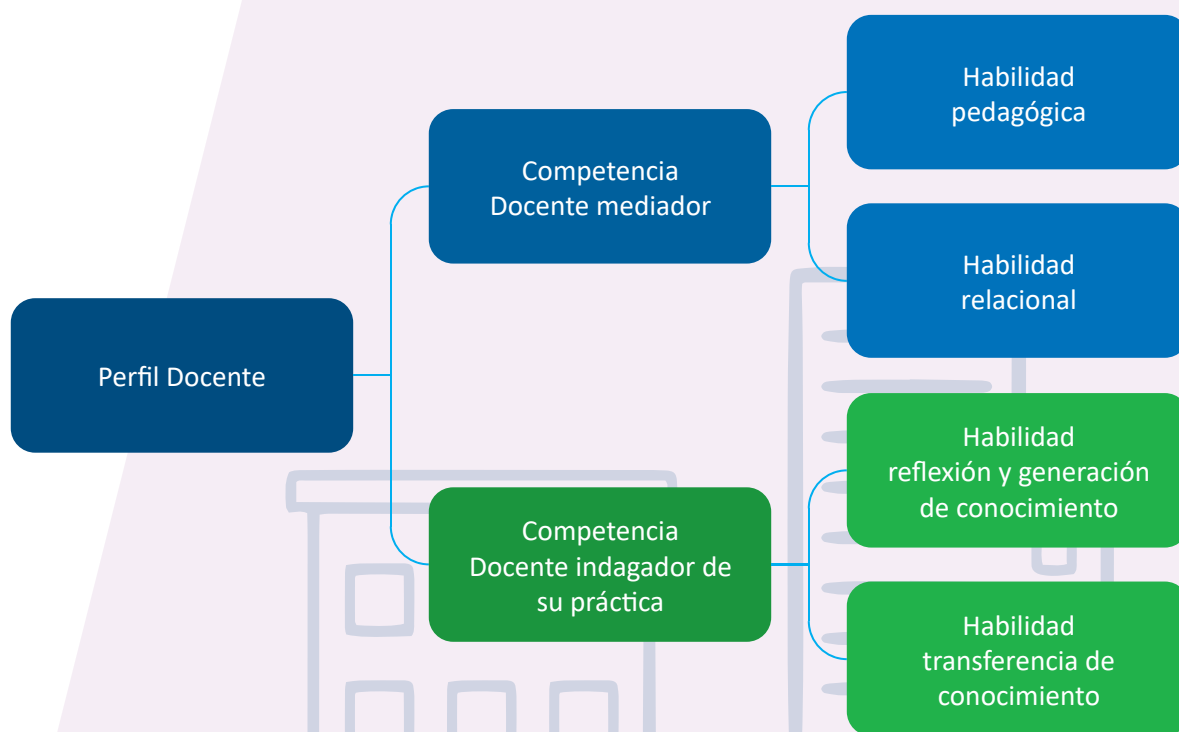 Perfil Docente
Competencia
Docente mediador
Habilidad
pedagógica
Habilidad
relacional
Competencia
Docente indagador de
su práctica
Habilidad
reflexión y generación
de conocimiento
Habilidad
transferencia de
conocimiento